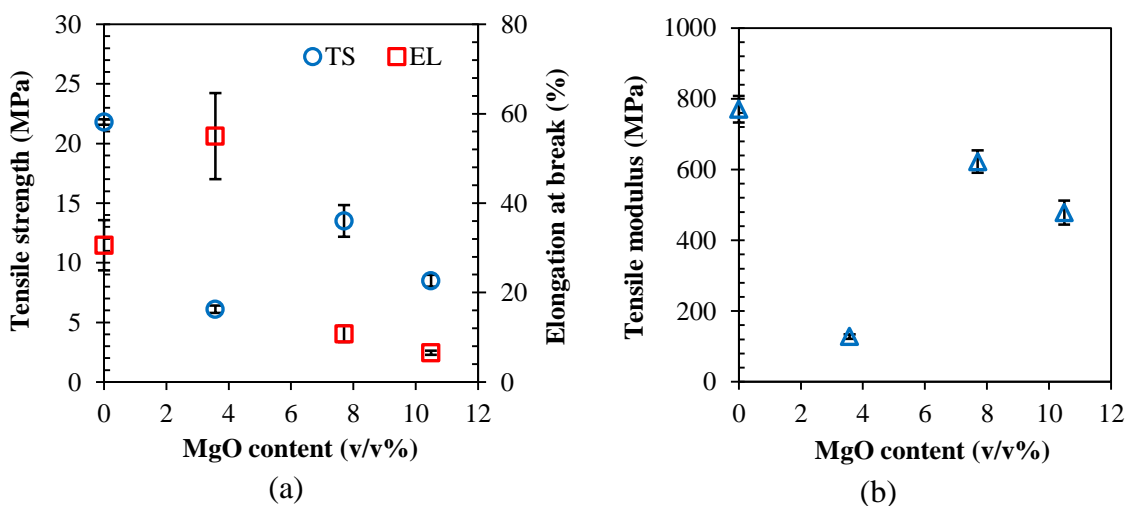 30
25
20
15
10
5
0
Tensile strength (MPa)
TS EL
80
60
40
20
0
Elongation at break (%)
0 2 4 6 8 10 12
MgO content (v/v%)
(a)
1000
800
600
400
200
0
Tensile modulus (MPa)
0 2 4 6 8 10 12
MgO content (v/v%)
(b)